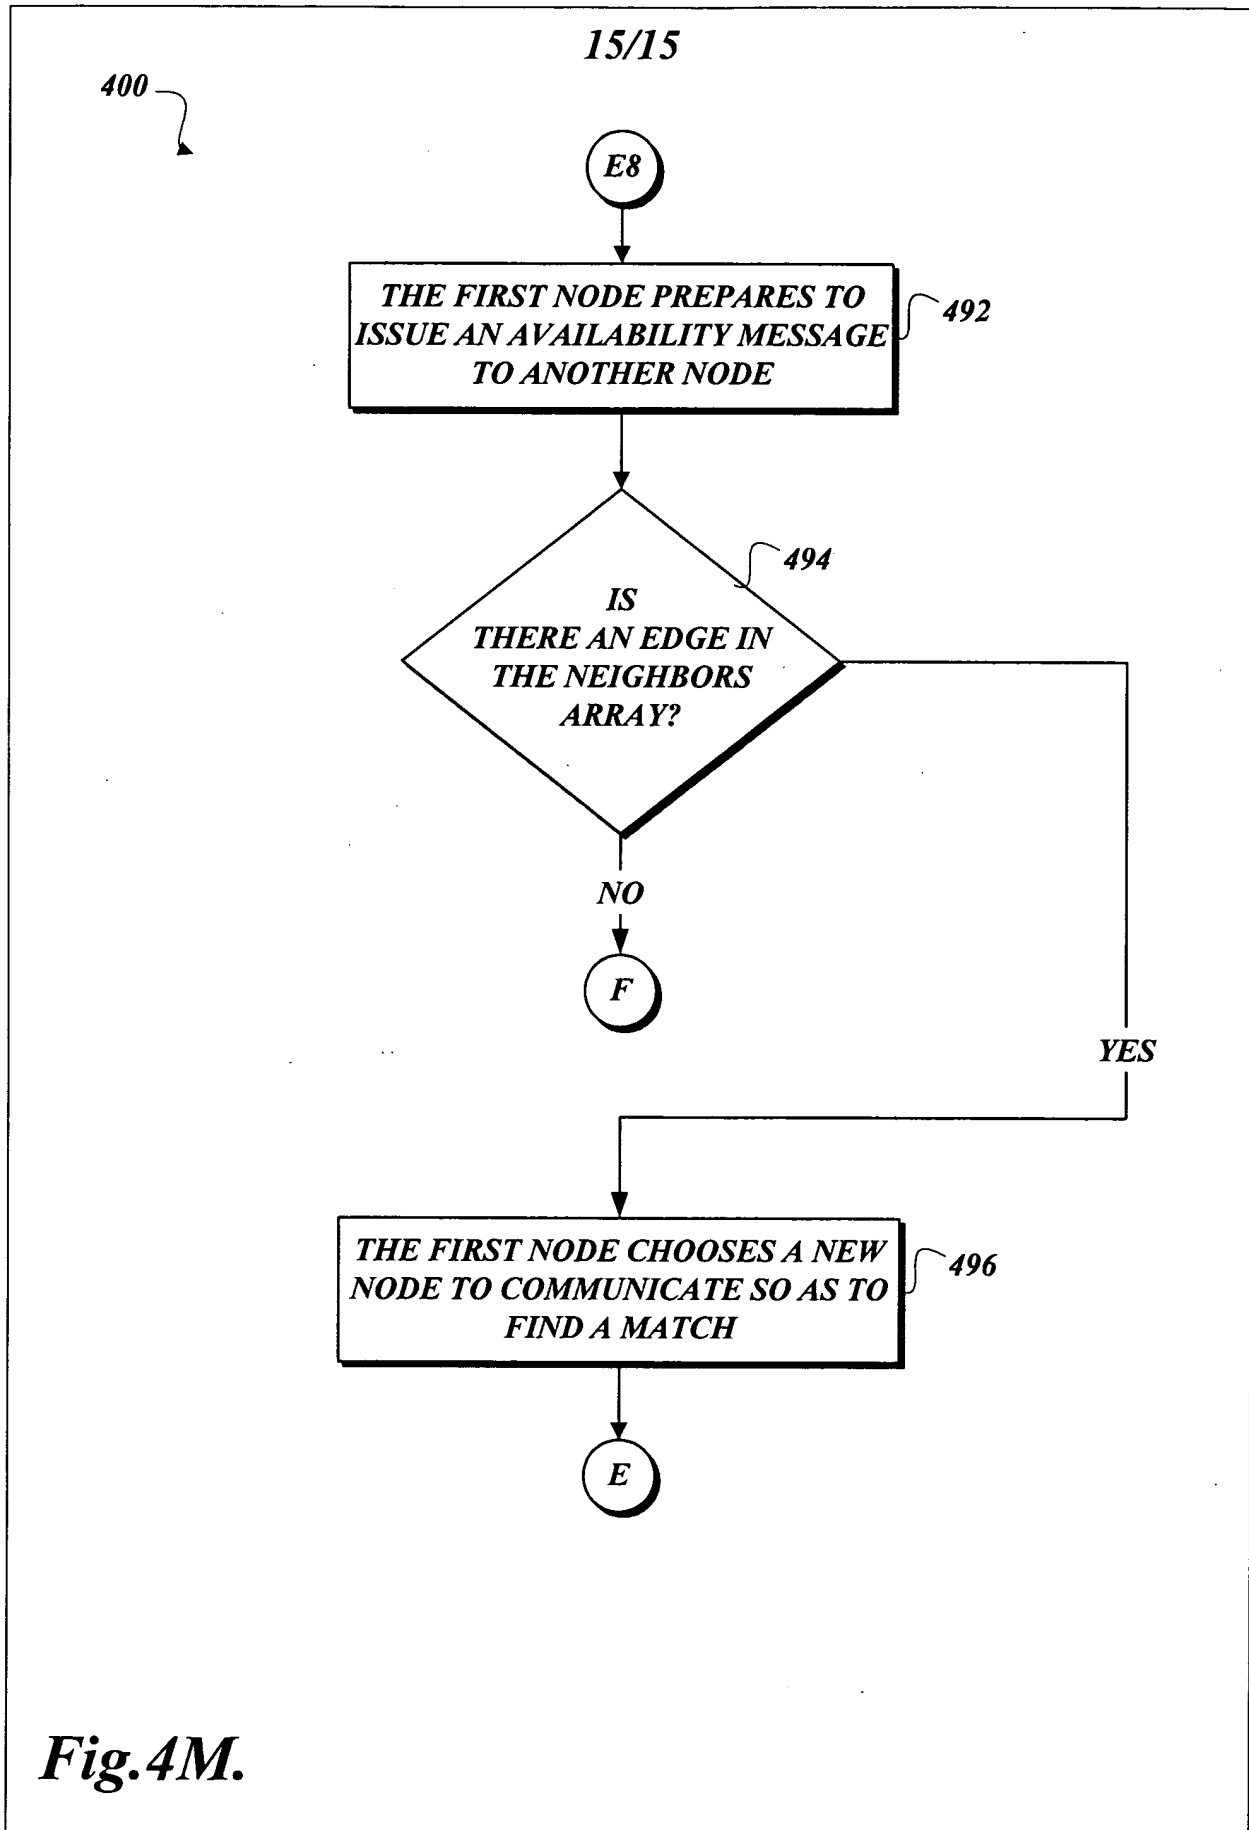 15/15
400
E8
THE FIRST NODE PREPARES TO
ISSUE AN AVAILABILITY MESSAGE
TO ANOTHER NODE
492
494
IS
THERE AN EDGE IN
THE NEIGHBORS
ARRAY?
NO
F
YES
THE FIRST NODE CHOOSES A NEW
NODE TO COMMUNICATE SO AS TO
FIND A MATCH
496
E
Fig.4M.